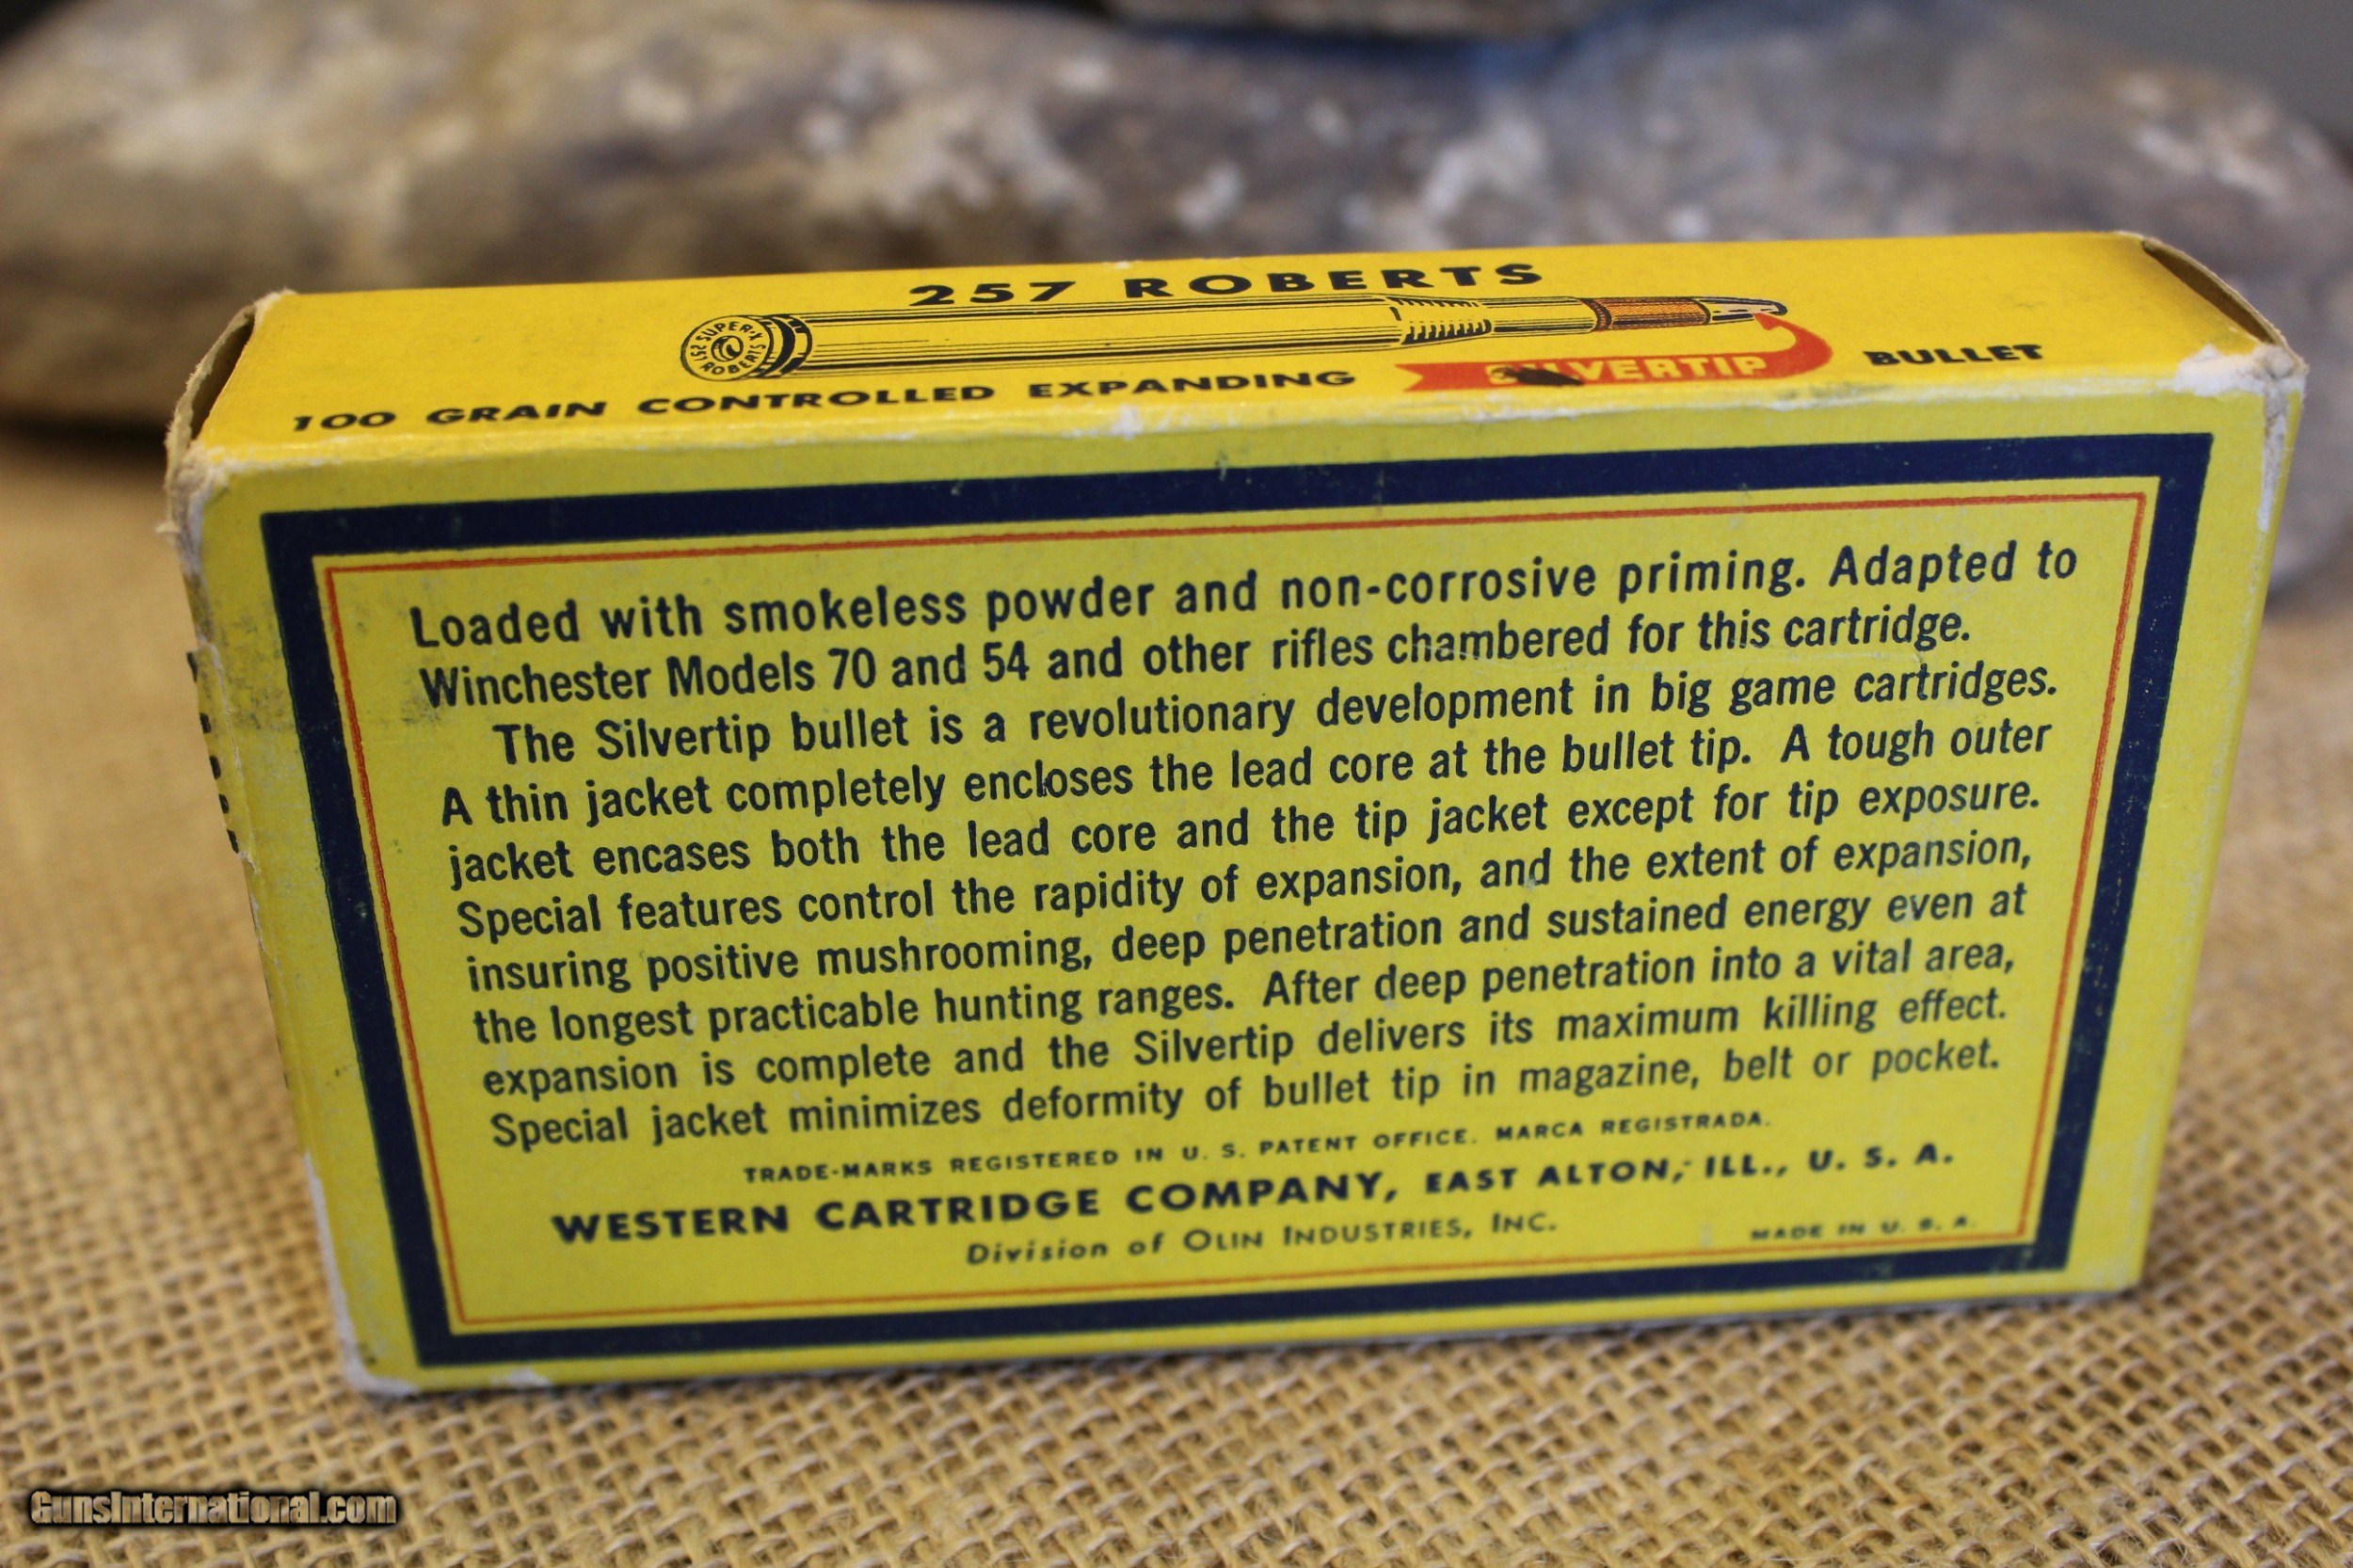 257 ROBERTS
SUPER-X
257 ROBERTS
100 GRAIN CONTROLLED EXPANDING SILVERTIP BULLET
Loaded with smokeless powder and non-corrosive priming. Adapted to
Winchester Models 70 and 54 and other rifles chambered for this cartridge.
The Silvertip bullet is a revolutionary development in big game cartridges.
A thin jacket completely encloses the lead core at the bullet tip. A tough outer
jacket encases both the lead core and the tip jacket except for tip exposure.
Special features control the rapidity of expansion, and the extent of expansion,
insuring positive mushrooming, deep penetration and sustained energy even at
the longest practicable hunting ranges. After deep penetration into a vital area,
expansion is complete and the Silvertip delivers its maximum killing effect.
Special jacket minimizes deformity of bullet tip in magazine, belt or pocket.
TRADE-MARKS REGISTERED IN U. S. PATENT OFFICE. MARCA REGISTRADA.
WESTERN CARTRIDGE COMPANY, EAST ALTON, ILL., U. S. A.
Division of OLIN INDUSTRIES, INC.
MADE IN U. S. A.
GunsInternational.com